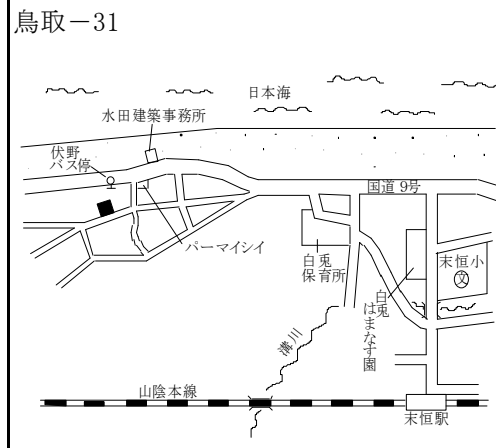 鳥取－31
日本海
水田建築事務所
伏野
バス停
国道 9号
パーマイシイ
白兎
保育所
末恒小
文
白兎
はまなす園
溝川
山陰本線
末恒駅